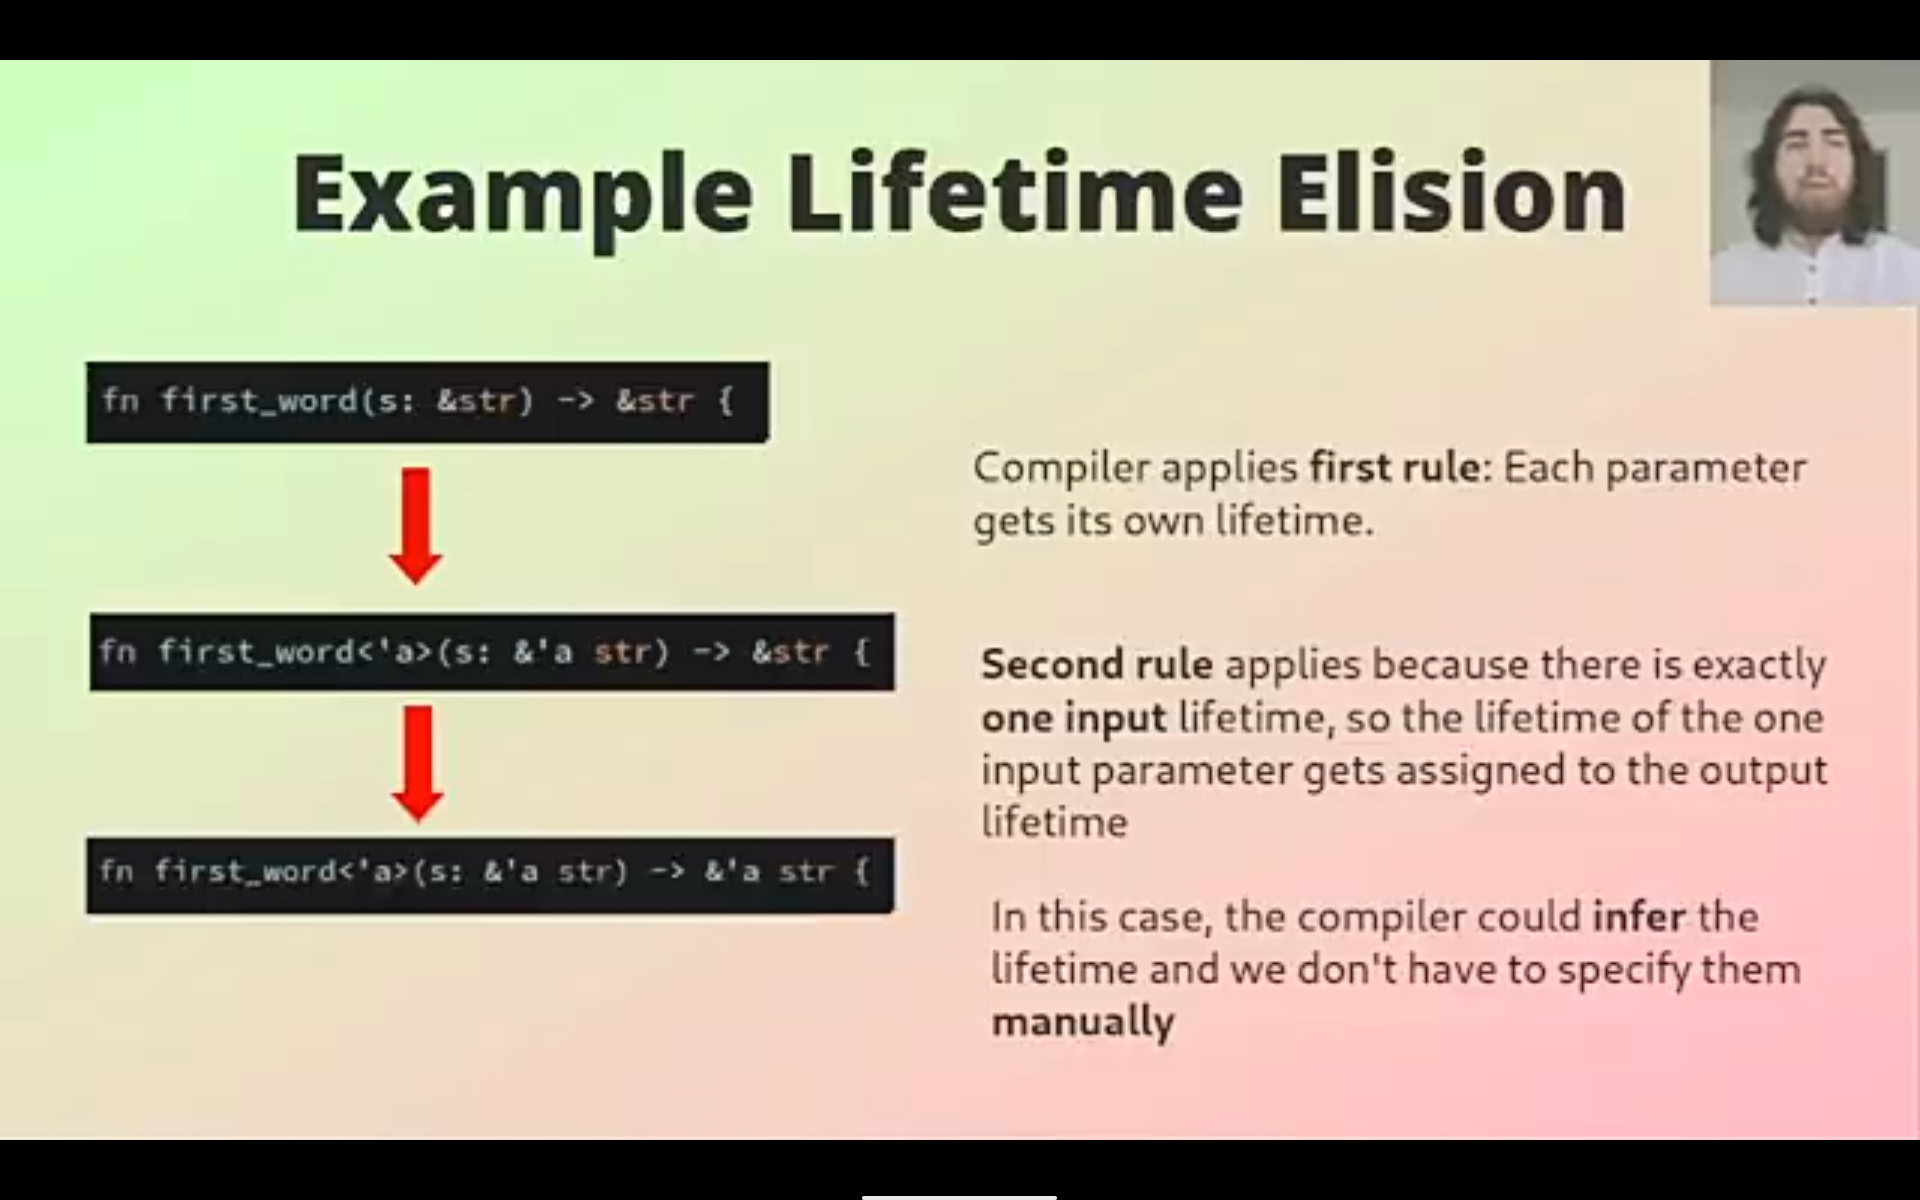 Example Lifetime Elision
fn first_word(s: &str) -> &str {
Compiler applies first rule: Each parameter
gets its own lifetime.
fn first_word<'a>(s: &'a str) -> &str {
Second rule applies because there is exactly
one input lifetime, so the lifetime of the one
input parameter gets assigned to the output
lifetime
fn first_word<'a>(s: &'a str) -> &'a str {
In this case, the compiler could infer the
lifetime and we don't have to specify them
manually